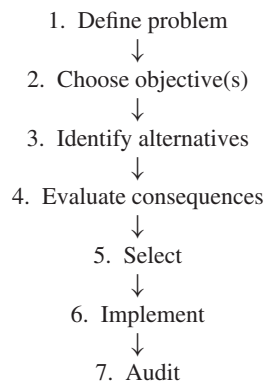 1. Define problem
↓
2. Choose objective(s)
↓
3. Identify alternatives
↓
4. Evaluate consequences
↓
5. Select
↓
6. Implement
↓
7. Audit